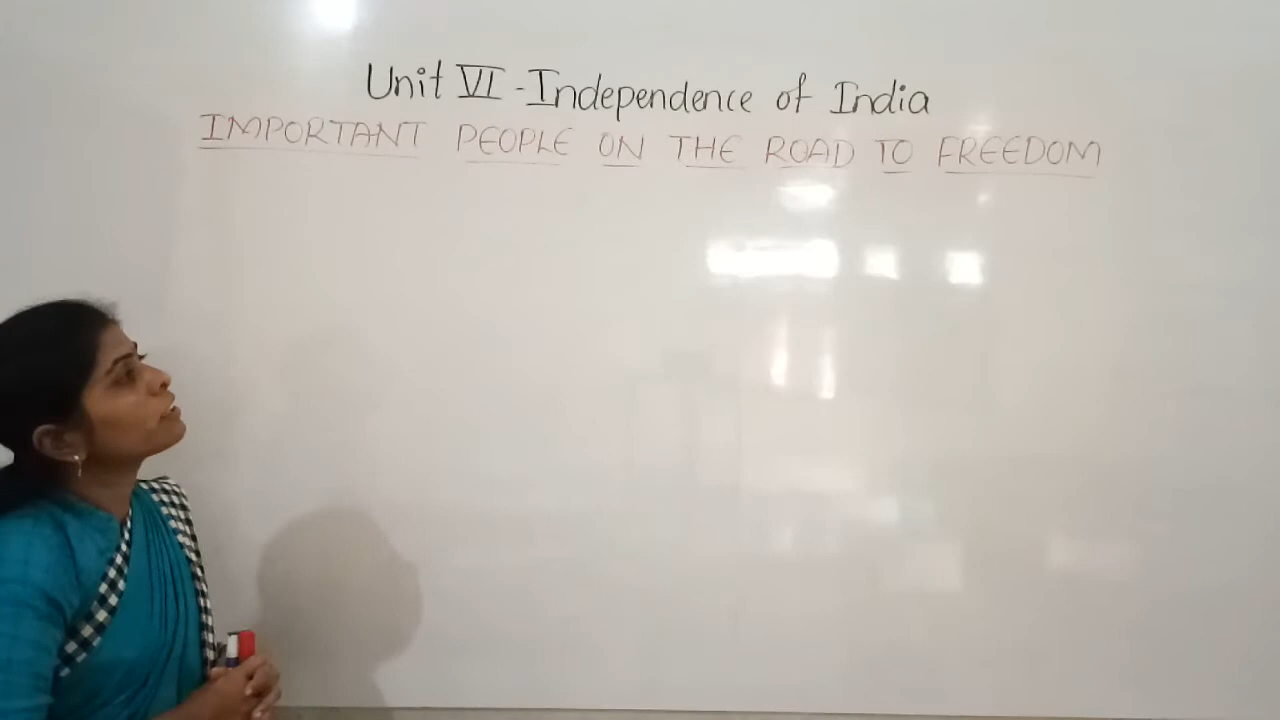 Unit VI - Independence of India
IMPORTANT PEOPLE ON THE ROAD TO FREEDOM